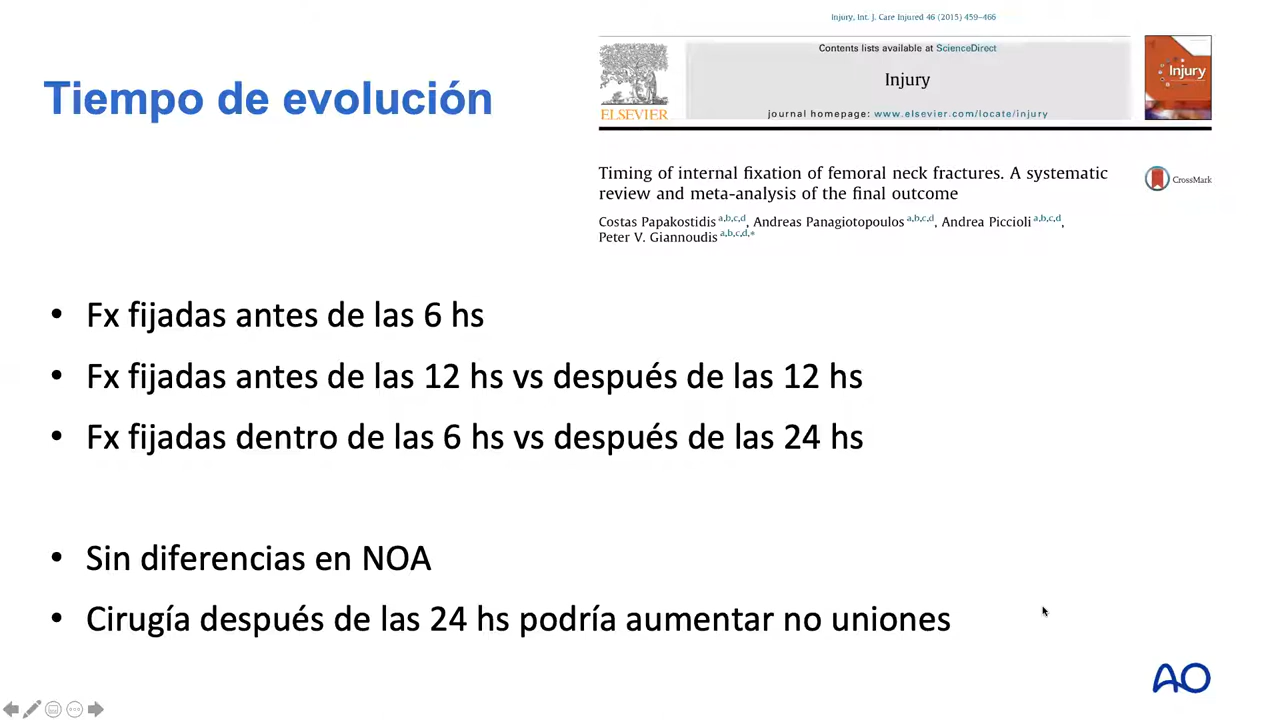 Injury, Int. J. Care Injured 46 (2015) 459–466
Tiempo de evolución
Contents lists available at ScienceDirect
Injury
journal homepage: www.elsevier.com/locate/injury
ELSEVIER
Injury
Timing of internal fixation of femoral neck fractures. A systematic
review and meta-analysis of the final outcome
CrossMark
Costas Papakostidis a,b,c,d, Andreas Panagiotopoulos a,b,c,d, Andrea Piccioli a,b,c,d,
Peter V. Giannoudis a,b,c,d,*
• Fx fijadas antes de las 6 hs
• Fx fijadas antes de las 12 hs vs después de las 12 hs
• Fx fijadas dentro de las 6 hs vs después de las 24 hs
• Sin diferencias en NOA
• Cirugía después de las 24 hs podría aumentar no uniones
AO